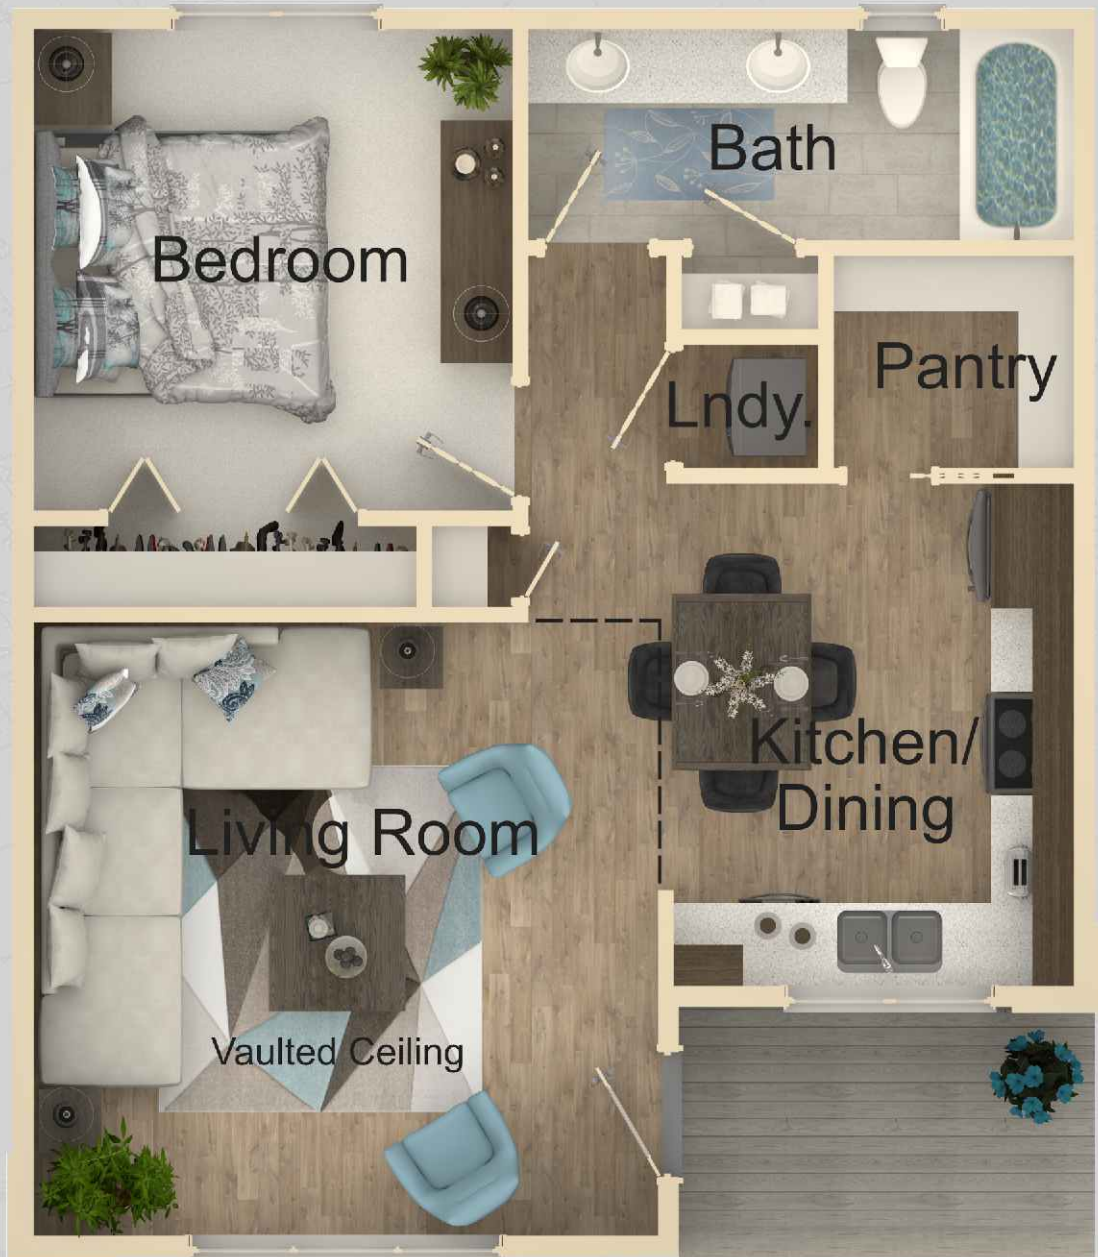 Bath
Bedroom
Pantry
Lndy.
Kitchen/
Dining
Living Room
Vaulted Ceiling